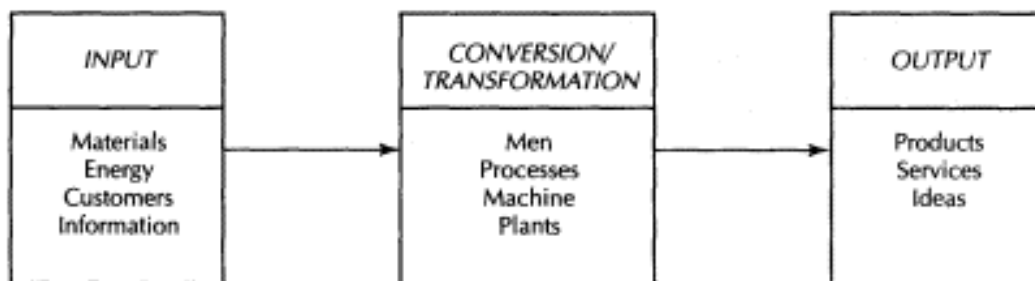 INPUT
Materials
Energy
Customers
Information
CONVERSION/
TRANSFORMATION
Men
Processes
Machine
Plants
OUTPUT
Products
Services
Ideas